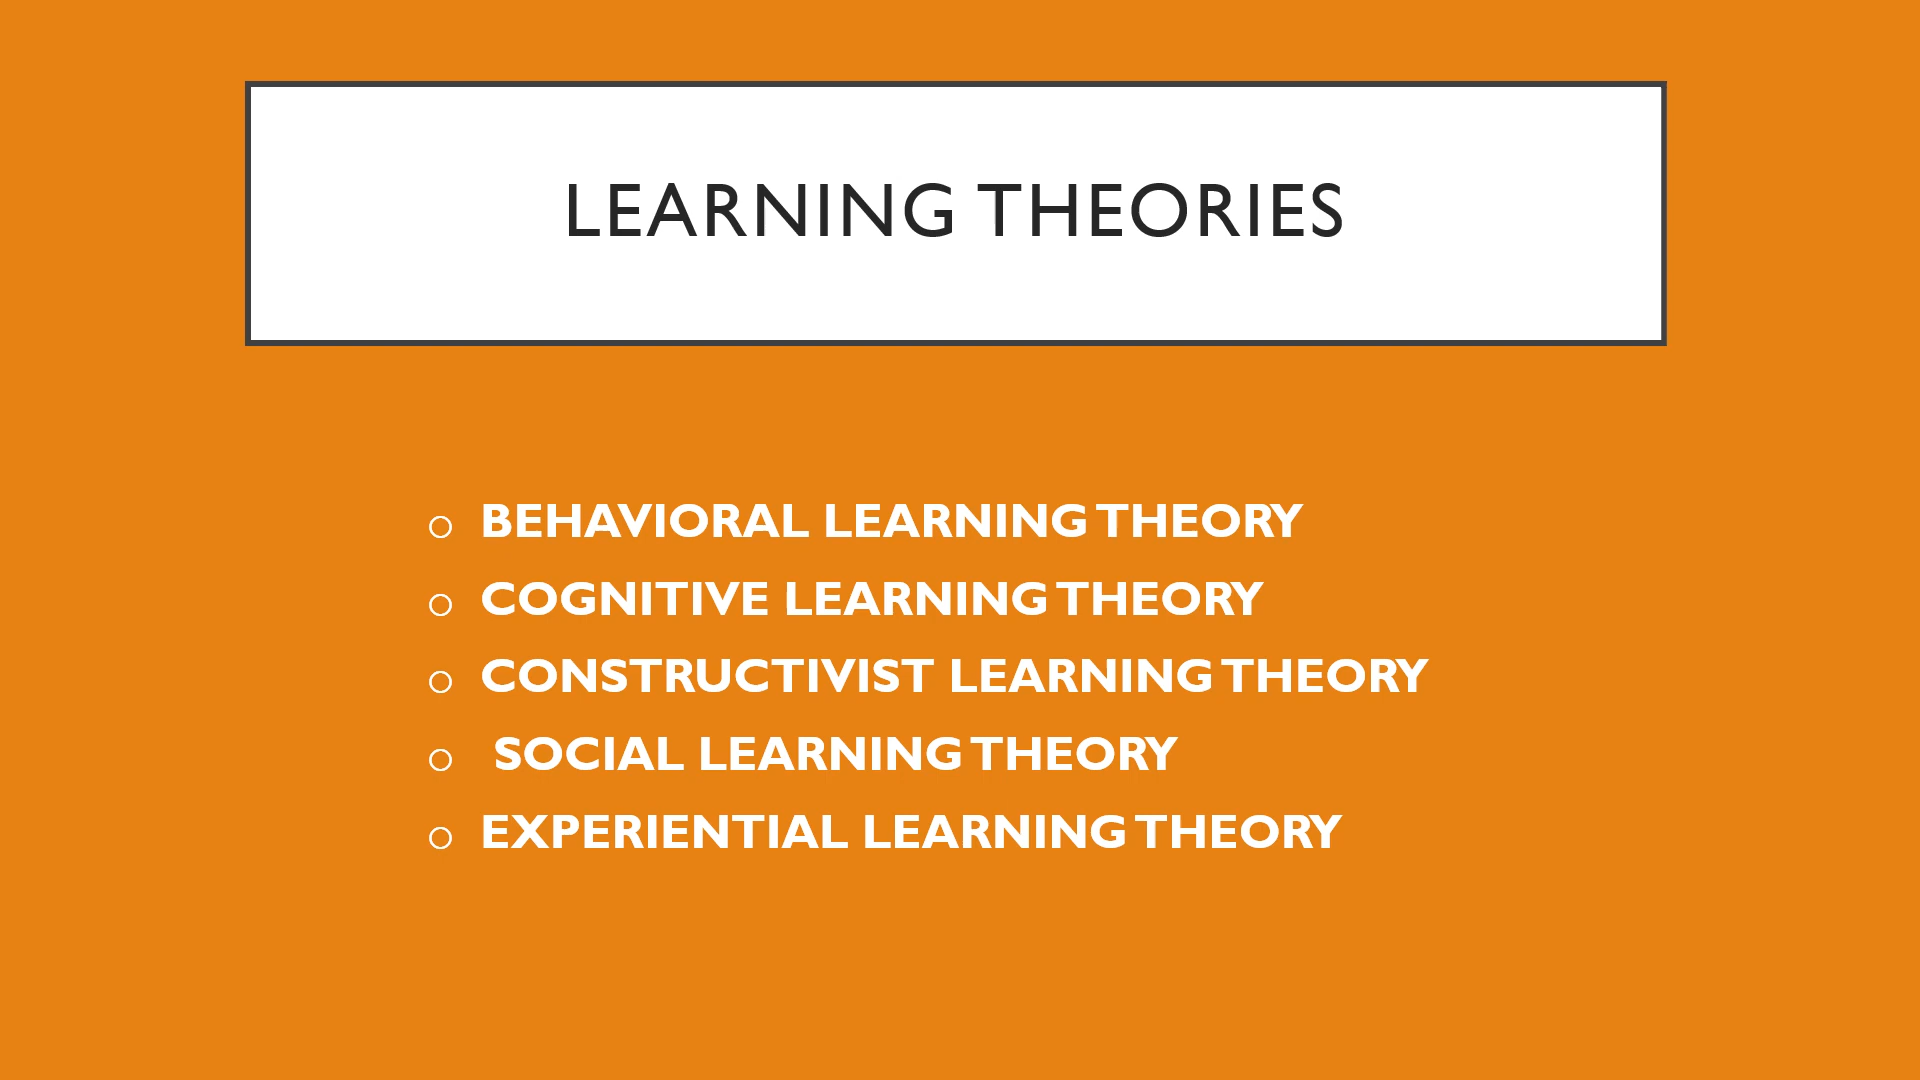 LEARNING THEORIES
BEHAVIORAL LEARNING THEORY
COGNITIVE LEARNING THEORY
CONSTRUCTIVIST LEARNING THEORY
SOCIAL LEARNING THEORY
EXPERIENTIAL LEARNING THEORY